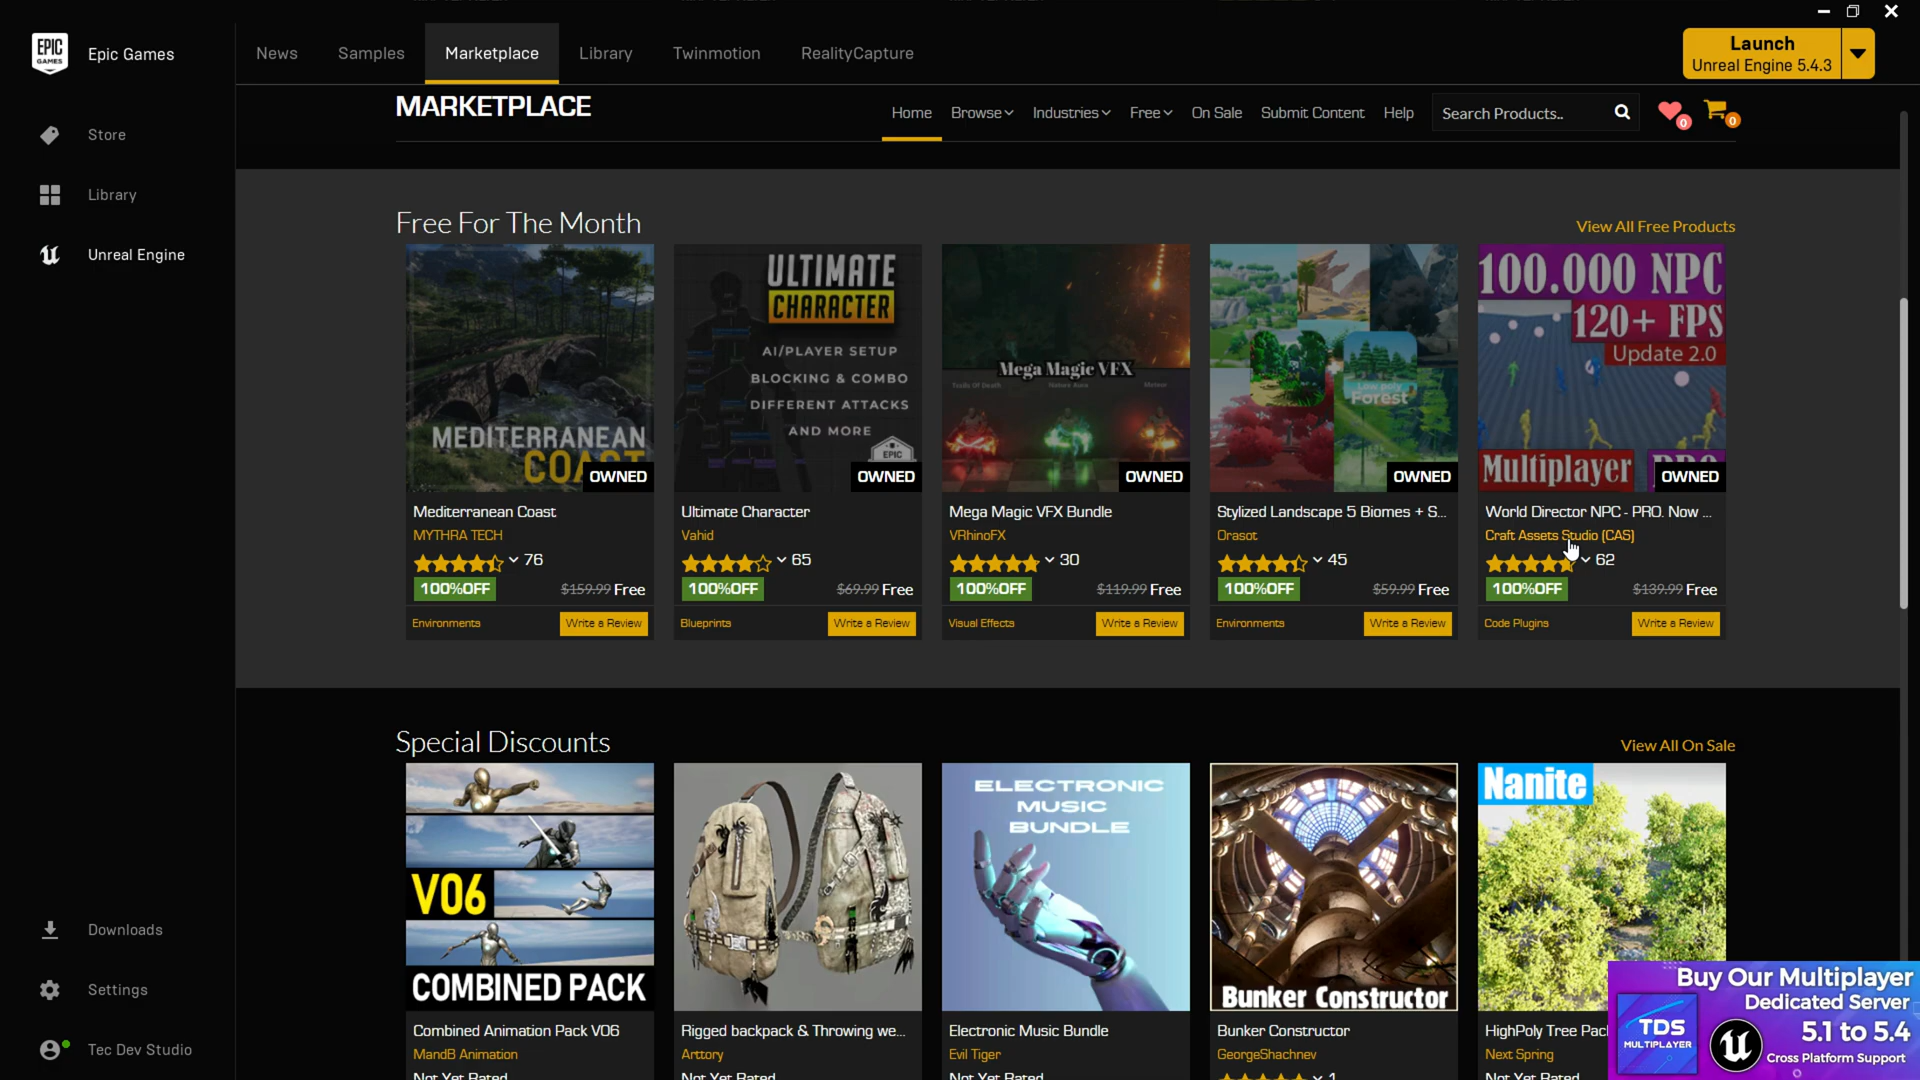 EPIC GAMES
Epic Games
News
Samples
Marketplace
Library
Twinmotion
RealityCapture
Launch
Unreal Engine 5.4.3
Store
Library
Unreal Engine
Downloads
Settings
Tec Dev Studio
MARKETPLACE
Home
Browse
Industries
Free
On Sale
Submit Content
Help
Search Products..
0
0
Free For The Month
View All Free Products
MEDITERRANEAN
OWNED
Mediterranean Coast
MYTHRA TECH
76
100%OFF
$159.99 Free
Environments
Write a Review
ULTIMATE
CHARACTER
AI/PLAYER SETUP
BLOCKING & COMBO
DIFFERENT ATTACKS
AND MORE
EPIC
OWNED
Ultimate Character
Vahid
65
100%OFF
$69.99 Free
Blueprints
Write a Review
Mega Magic VFX
Trails Of Death
Nature Aura
Meteor
OWNED
Mega Magic VFX Bundle
VRhinoFX
30
100%OFF
$119.99 Free
Visual Effects
Write a Review
Low poly
Forest
OWNED
Stylized Landscape 5 Biomes + S...
Orasot
45
100%OFF
$59.99 Free
Environments
Write a Review
100.000 NPC
120+ FPS
Update 2.0
Multiplayer
OWNED
World Director NPC - PRO. Now ...
Craft Assets Studio (CAS)
62
100%OFF
$139.99 Free
Code Plugins
Write a Review
Special Discounts
View All On Sale
V06
COMBINED PACK
Combined Animation Pack V06
MandB Animation
Not Yet Rated
Rigged backpack & Throwing we...
Arttory
Not Yet Rated
ELECTRONIC
MUSIC
BUNDLE
Electronic Music Bundle
Evil Tiger
Not Yet Rated
Bunker Constructor
Bunker Constructor
GeorgeShachnev
1
Nanite
HighPoly Tree Pac
Next Spring
Not Yet Rated
Buy Our Multiplayer
Dedicated Server
5.1 to 5.4
Cross Platform Support
TDS
MULTIPLAYER